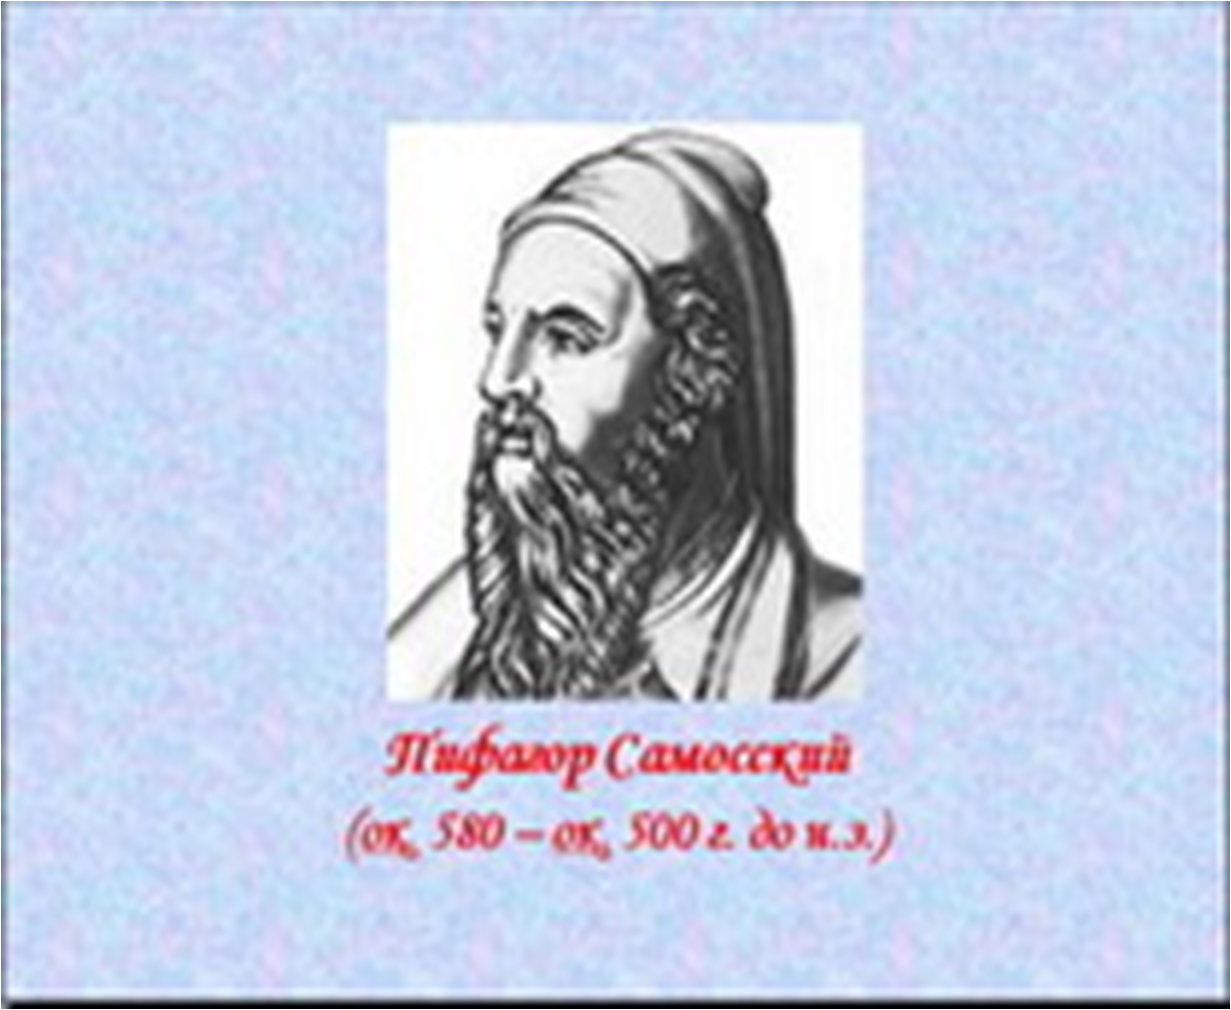 Пифагор Самосский
(ок. 580 – ок. 500 г. до н.э.)